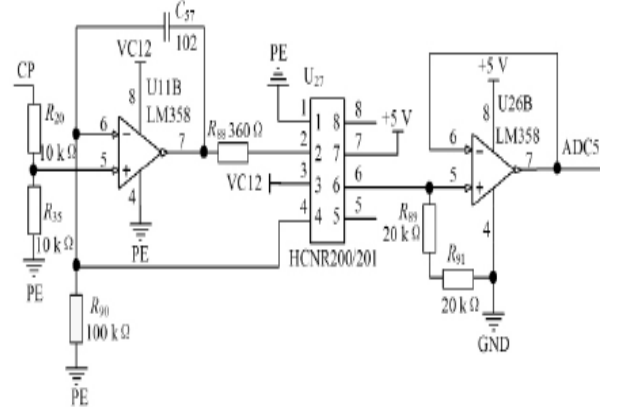 C57
102
VC12
CP
8
U11B
LM358
R20
10 kΩ
6
5
7
4
PE
R35
10 kΩ
PE
R90
100 kΩ
PE
R88 360 Ω
PE
U27
1
2
3
4
1 8
2 7
3 6
4 5
8
7
6
5
VC12
+5 V
HCNR200/201
R89
20 kΩ
R91
20 kΩ
+5 V
8
U26B
LM358
6
5
7
4
ADC5
GND